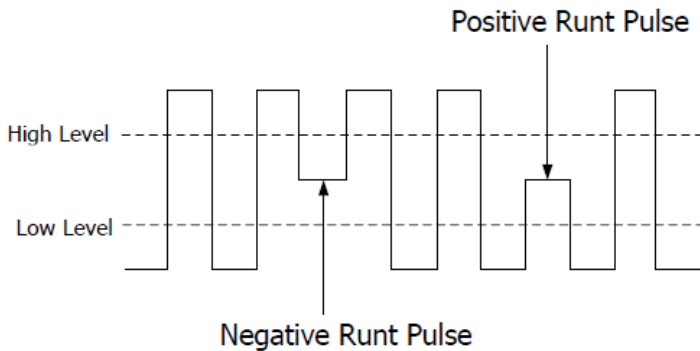 Positive Runt Pulse
High Level
Low Level
Negative Runt Pulse